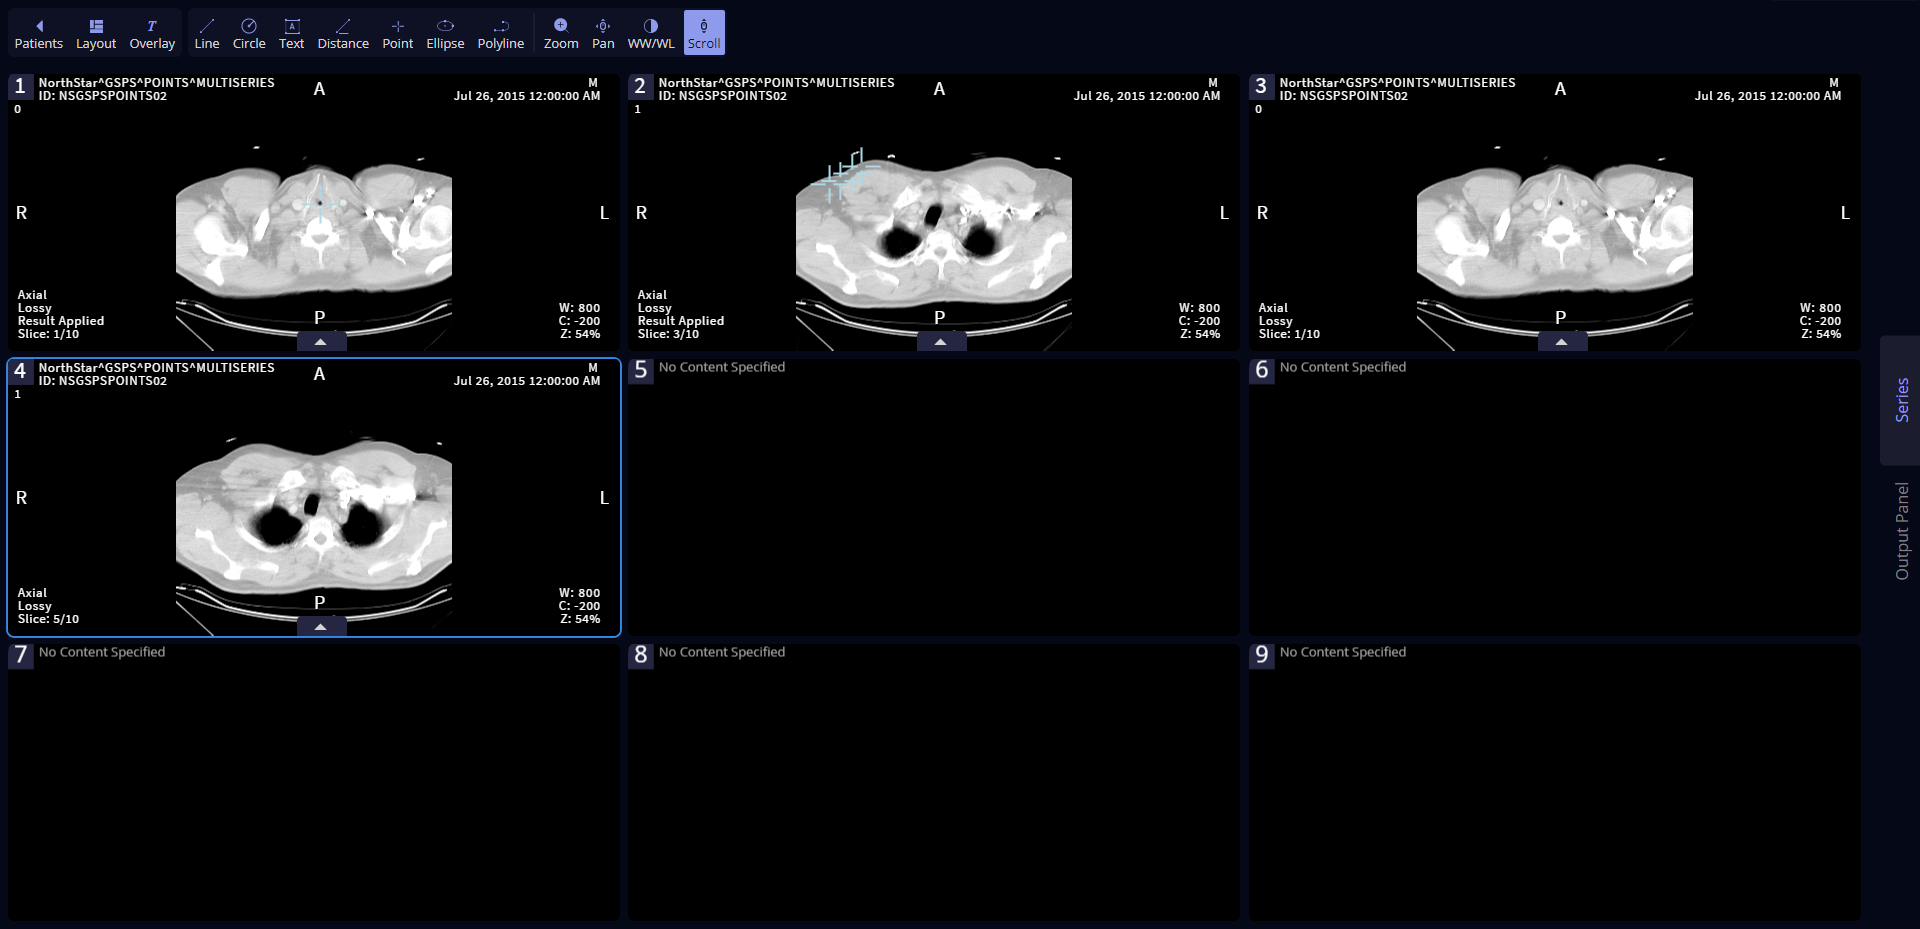 Patients Layout Overlay Line Circle Text Distance Point Ellipse Polyline Zoom Pan WW/WL Scroll
1
NorthStar^GSPS^POINTS^MULTISERIES
ID: NSGSPSPOINTS02
0
A
M
Jul 26, 2015 12:00:00 AM
R
L
Axial
Lossy
Result Applied
Slice: 1/10
P
W: 800
C: -200
Z: 54%
2
NorthStar^GSPS^POINTS^MULTISERIES
ID: NSGSPSPOINTS02
1
A
M
Jul 26, 2015 12:00:00 AM
R
L
Axial
Lossy
Result Applied
Slice: 3/10
P
W: 800
C: -200
Z: 54%
3
NorthStar^GSPS^POINTS^MULTISERIES
ID: NSGSPSPOINTS02
0
A
M
Jul 26, 2015 12:00:00 AM
R
L
Axial
Lossy
Slice: 1/10
P
W: 800
C: -200
Z: 54%
4
NorthStar^GSPS^POINTS^MULTISERIES
ID: NSGSPSPOINTS02
1
A
M
Jul 26, 2015 12:00:00 AM
R
L
Axial
Lossy
Slice: 5/10
P
W: 800
C: -200
Z: 54%
5 No Content Specified
6 No Content Specified
7 No Content Specified
8 No Content Specified
9 No Content Specified
Series
Output Panel